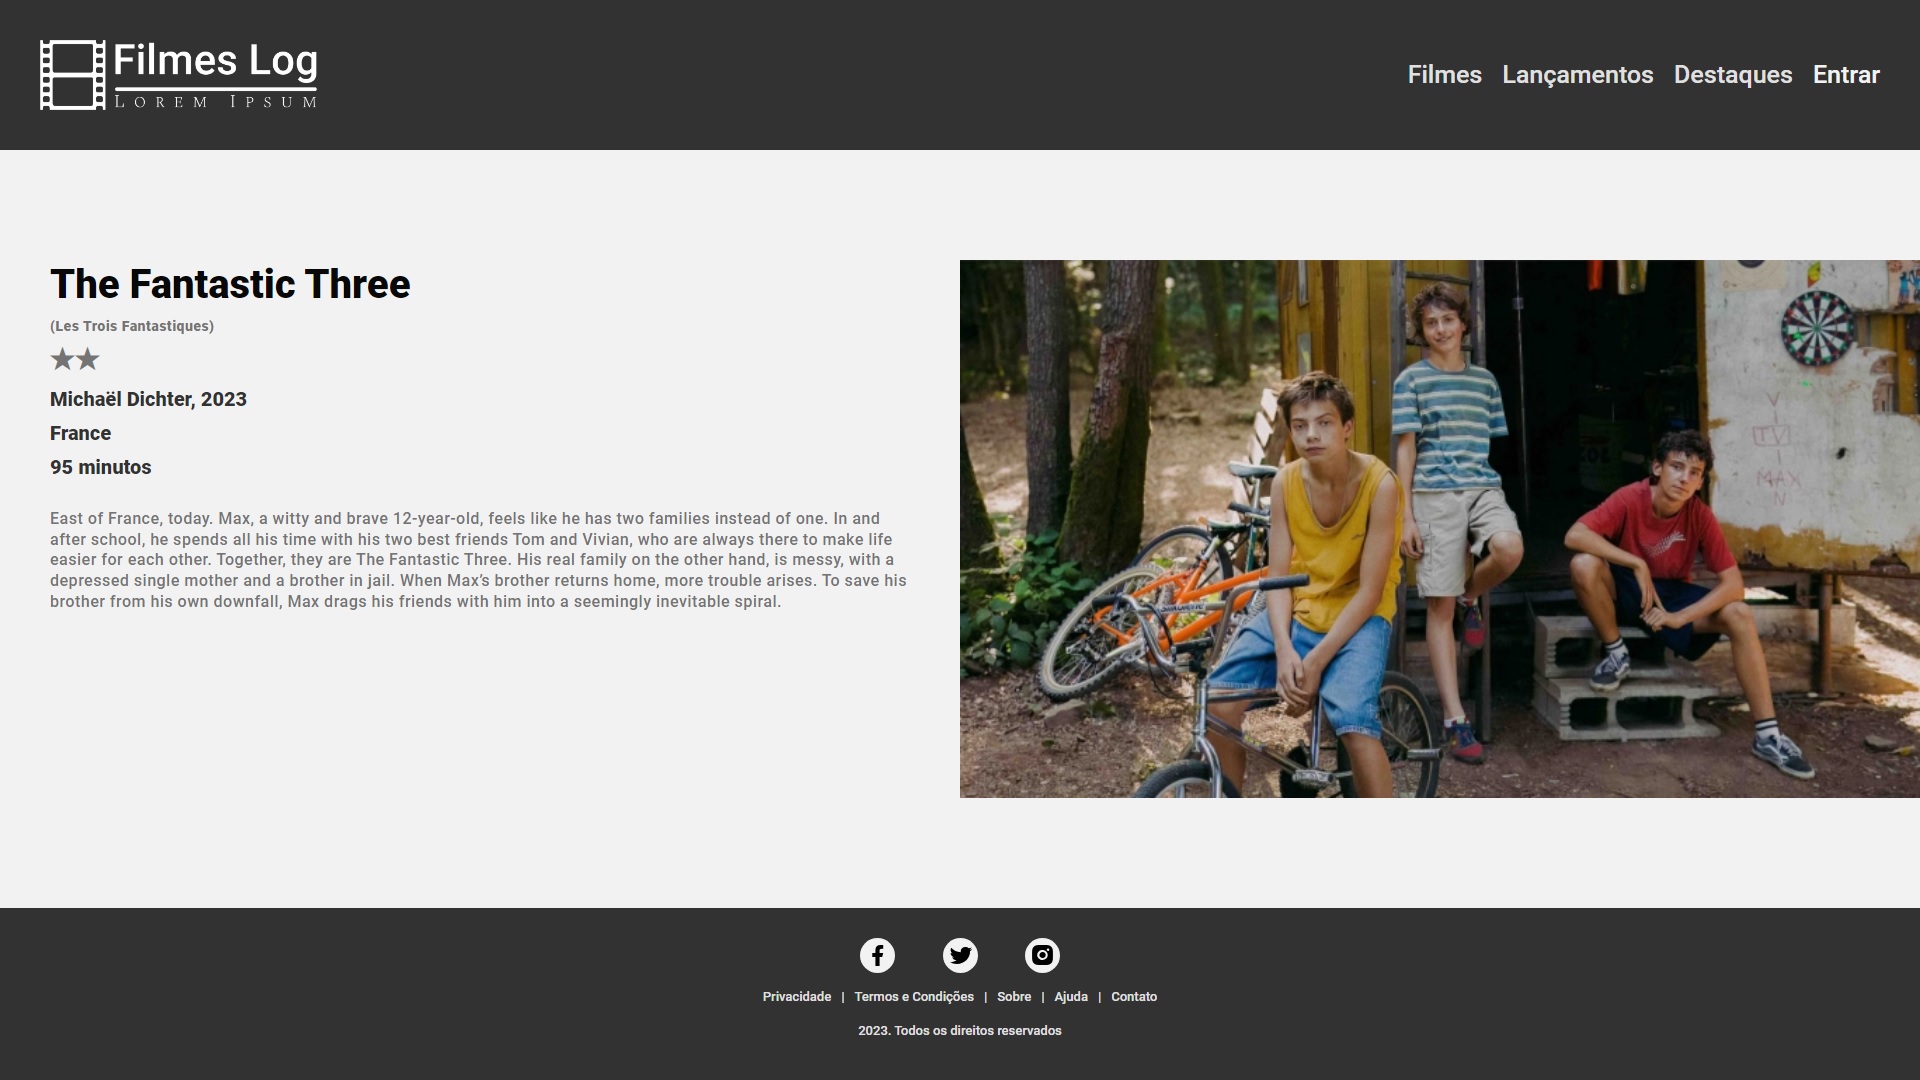 Filmes Log
Lorem Ipsum
Filmes Lançamentos Destaques Entrar
The Fantastic Three
(Les Trois Fantastiques)
★★
Michaël Dichter, 2023
France
95 minutos
East of France, today. Max, a witty and brave 12-year-old, feels like he has two families instead of one. In and
after school, he spends all his time with his two best friends Tom and Vivian, who are always there to make life
easier for each other. Together, they are The Fantastic Three. His real family on the other hand, is messy, with a
depressed single mother and a brother in jail. When Max’s brother returns home, more trouble arises. To save his
brother from his own downfall, Max drags his friends with him into a seemingly inevitable spiral.
V
I
TV
I
MAX
N
Privacidade | Termos e Condições | Sobre | Ajuda | Contato
2023. Todos os direitos reservados